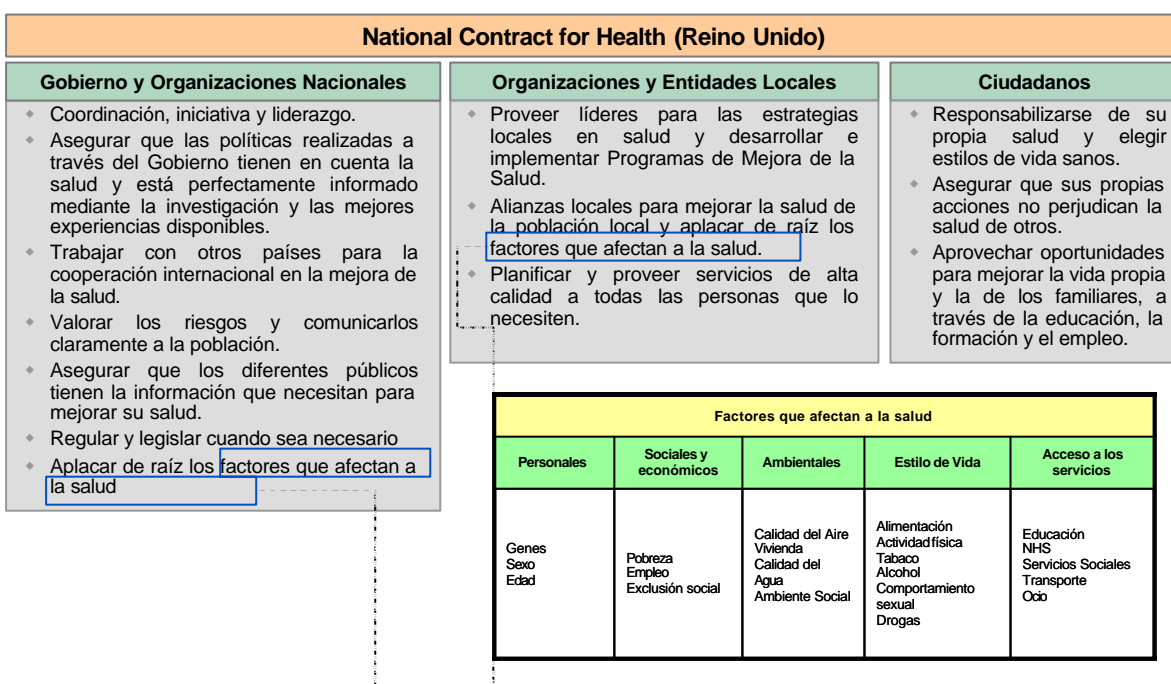 National Contract for Health (Reino Unido)
Gobierno y Organizaciones Nacionales
Coordinación, iniciativa y liderazgo.
Asegurar que las políticas realizadas a
través del Gobierno tienen en cuenta la
salud y está perfectamente informado
mediante la investigación y las mejores
experiencias disponibles.
Trabajar con otros países para la
cooperación internacional en la mejora de
la salud.
Valorar los riesgos y comunicarlos
claramente a la población.
Asegurar que los diferentes públicos
tienen la información que necesitan para
mejorar su salud.
Regular y legislar cuando sea necesario
Aplacar de raíz los factores que afectan a
la salud
Organizaciones y Entidades Locales
Proveer líderes para las estrategias
locales en salud y desarrollar e
implementar Programas de Mejora de la
Salud.
Alianzas locales para mejorar la salud de
la población local y aplacar de raíz los
factores que afectan a la salud.
Planificar y proveer servicios de alta
calidad a todas las personas que lo
necesiten.
Ciudadanos
Responsabilizarse de su
propia salud y elegir
estilos de vida sanos.
Asegurar que sus propias
acciones no perjudican la
salud de otros.
Aprovechar oportunidades
para mejorar la vida propia
y la de los familiares, a
través de la educación, la
formación y el empleo.
Factores que afectan a la salud
Personales
Sociales y
económicos
Ambientales
Estilo de Vida
Acceso a los
servicios
Genes
Sexo
Edad
Pobreza
Empleo
Exclusión social
Calidad del Aire
Vivienda
Calidad del
Agua
Ambiente Social
Alimentación
Actividad física
Tabaco
Alcohol
Comportamiento
sexual
Drogas
Educación
NHS
Servicios Sociales
Transporte
Ocio